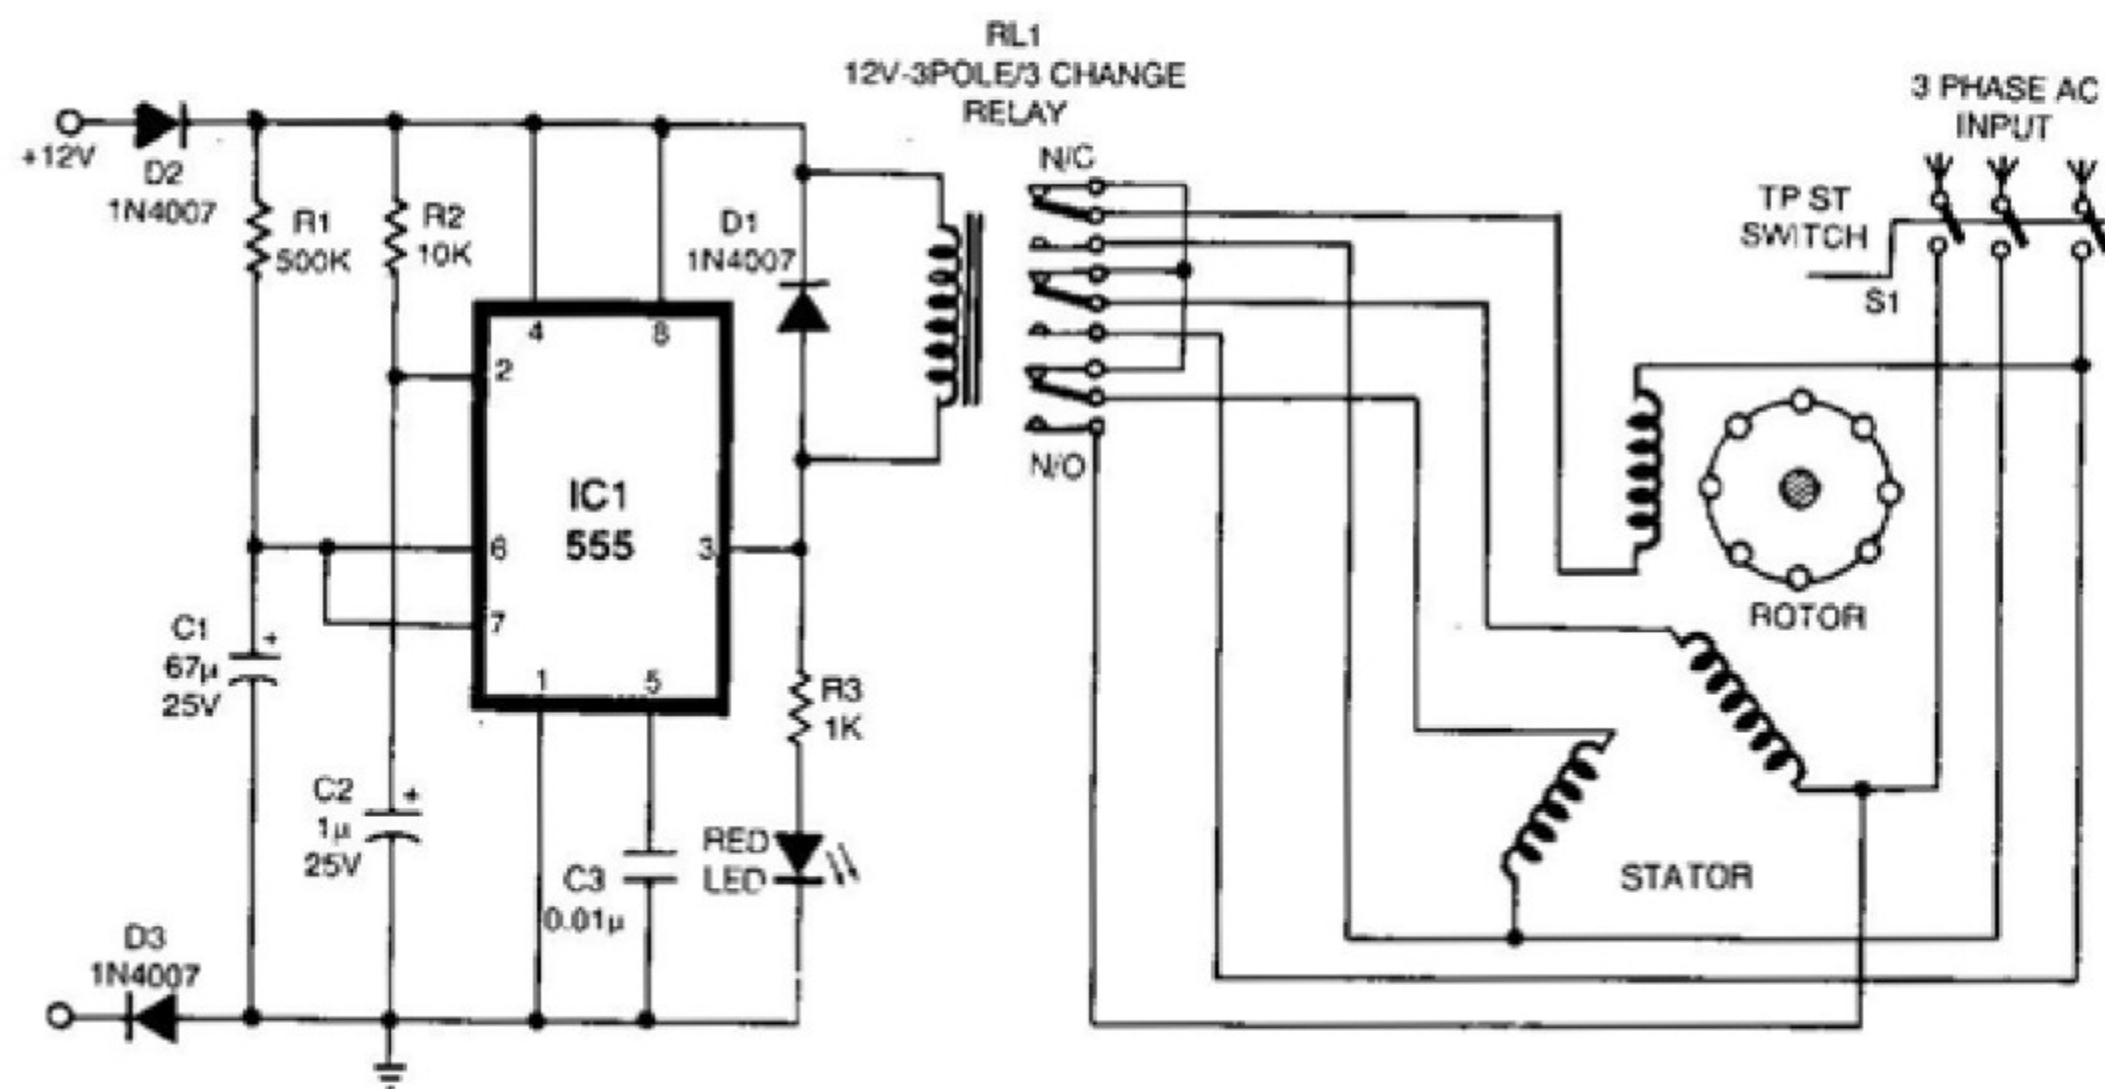 RL1
12V-3POLE/3 CHANGE
RELAY
3 PHASE AC
INPUT
+12V
D2
1N4007
R1
500K
R2
10K
D1
1N4007
N/C
TP ST
SWITCH
S1
4
8
2
IC1
555
6
3
7
N/O
ROTOR
C1
+
67µ
25V
1
5
R3
1K
C2
+
1µ
25V
RED
LED
C3
0.01µ
STATOR
D3
1N4007